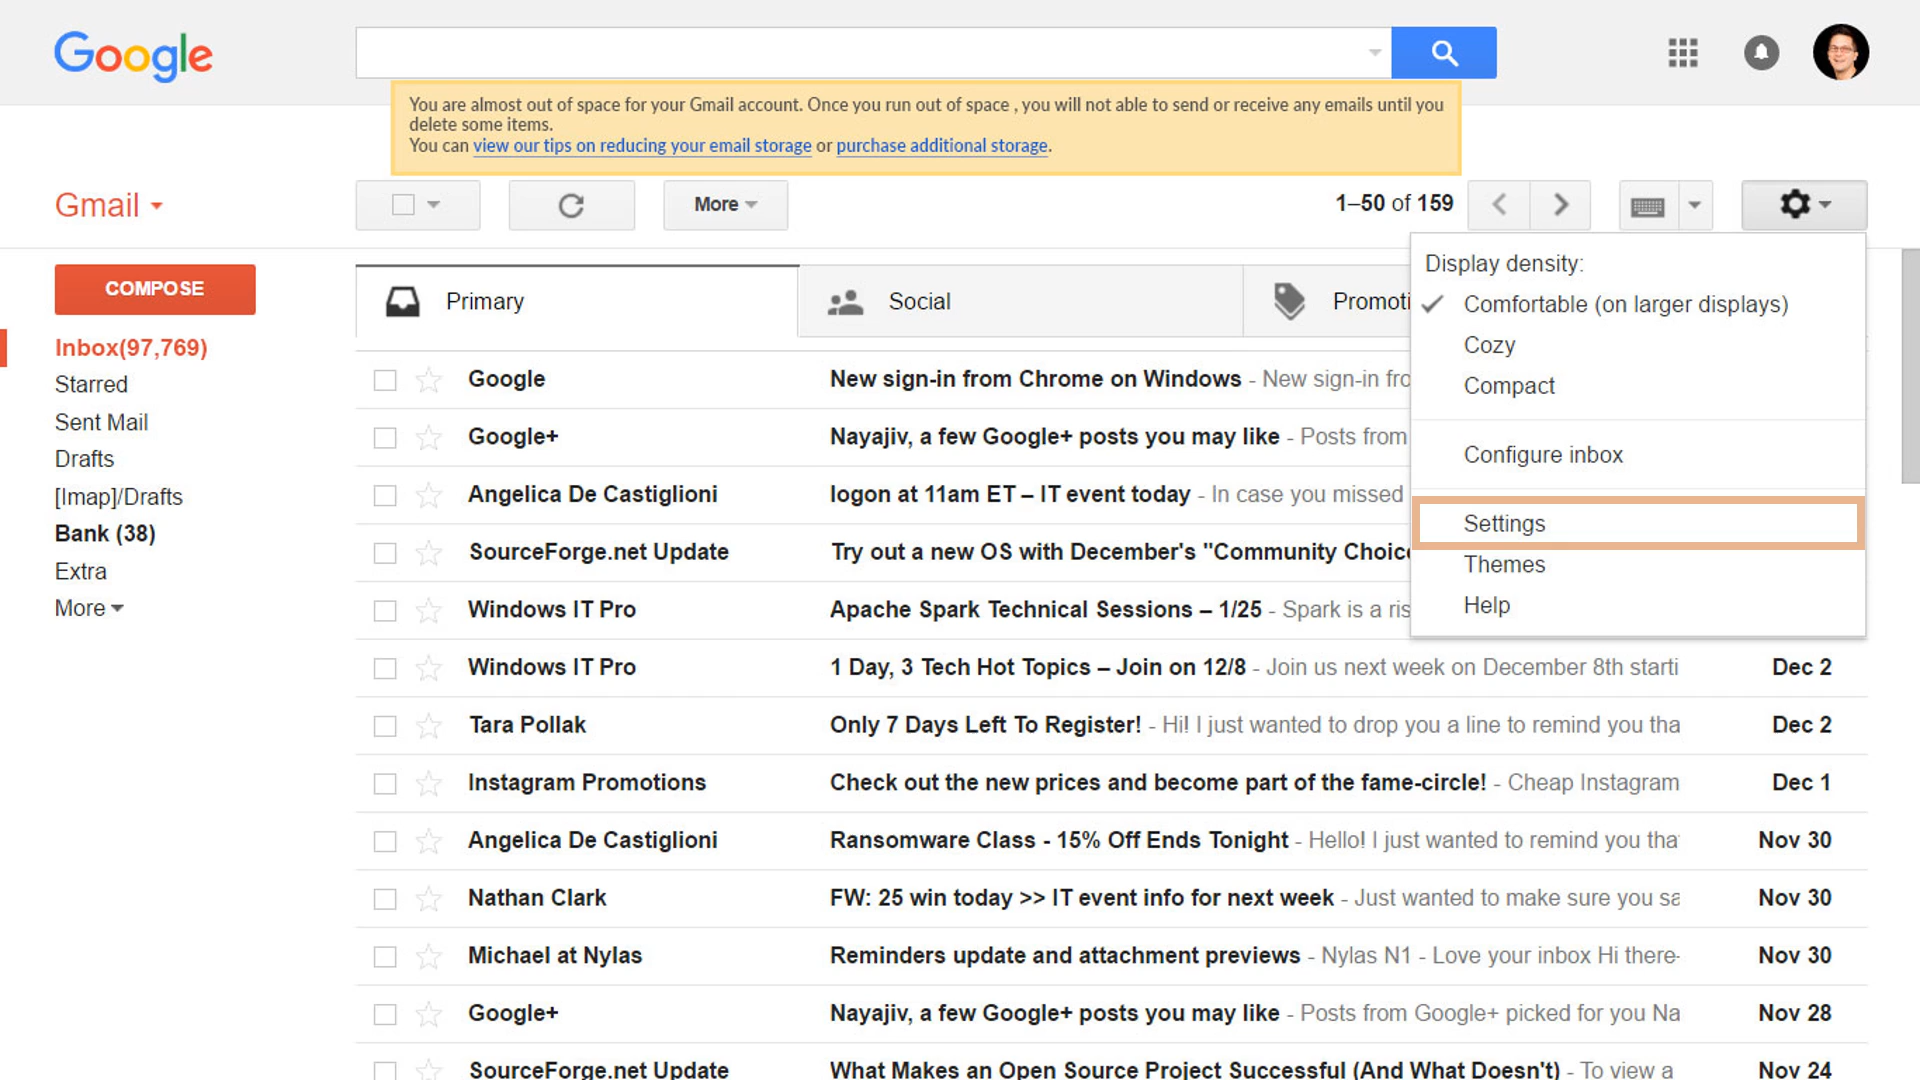 Google
You are almost out of space for your Gmail account. Once you run out of space , you will not able to send or receive any emails until you
delete some items.
You can view our tips on reducing your email storage or purchase additional storage.
Gmail
More
1–50 of 159
COMPOSE
Inbox(97,769)
Starred
Sent Mail
Drafts
[Imap]/Drafts
Bank (38)
Extra
More
Primary
Social
Promoti
Display density:
Comfortable (on larger displays)
Cozy
Compact
Configure inbox
Settings
Themes
Help
Google New sign-in from Chrome on Windows - New sign-in fro
Google+ Nayajiv, a few Google+ posts you may like - Posts from
Angelica De Castiglioni logon at 11am ET – IT event today - In case you missed
SourceForge.net Update Try out a new OS with December's "Community Choic
Windows IT Pro Apache Spark Technical Sessions – 1/25 - Spark is a ris
Windows IT Pro 1 Day, 3 Tech Hot Topics – Join on 12/8 - Join us next week on December 8th starti Dec 2
Tara Pollak Only 7 Days Left To Register! - Hi! I just wanted to drop you a line to remind you tha Dec 2
Instagram Promotions Check out the new prices and become part of the fame-circle! - Cheap Instagram Dec 1
Angelica De Castiglioni Ransomware Class - 15% Off Ends Tonight - Hello! I just wanted to remind you tha Nov 30
Nathan Clark FW: 25 win today >> IT event info for next week - Just wanted to make sure you sa Nov 30
Michael at Nylas Reminders update and attachment previews - Nylas N1 - Love your inbox Hi there- Nov 30
Google+ Nayajiv, a few Google+ posts you may like - Posts from Google+ picked for you Na Nov 28
SourceForge.net Update What Makes an Open Source Project Successful (And What Doesn't) - To view a Nov 24